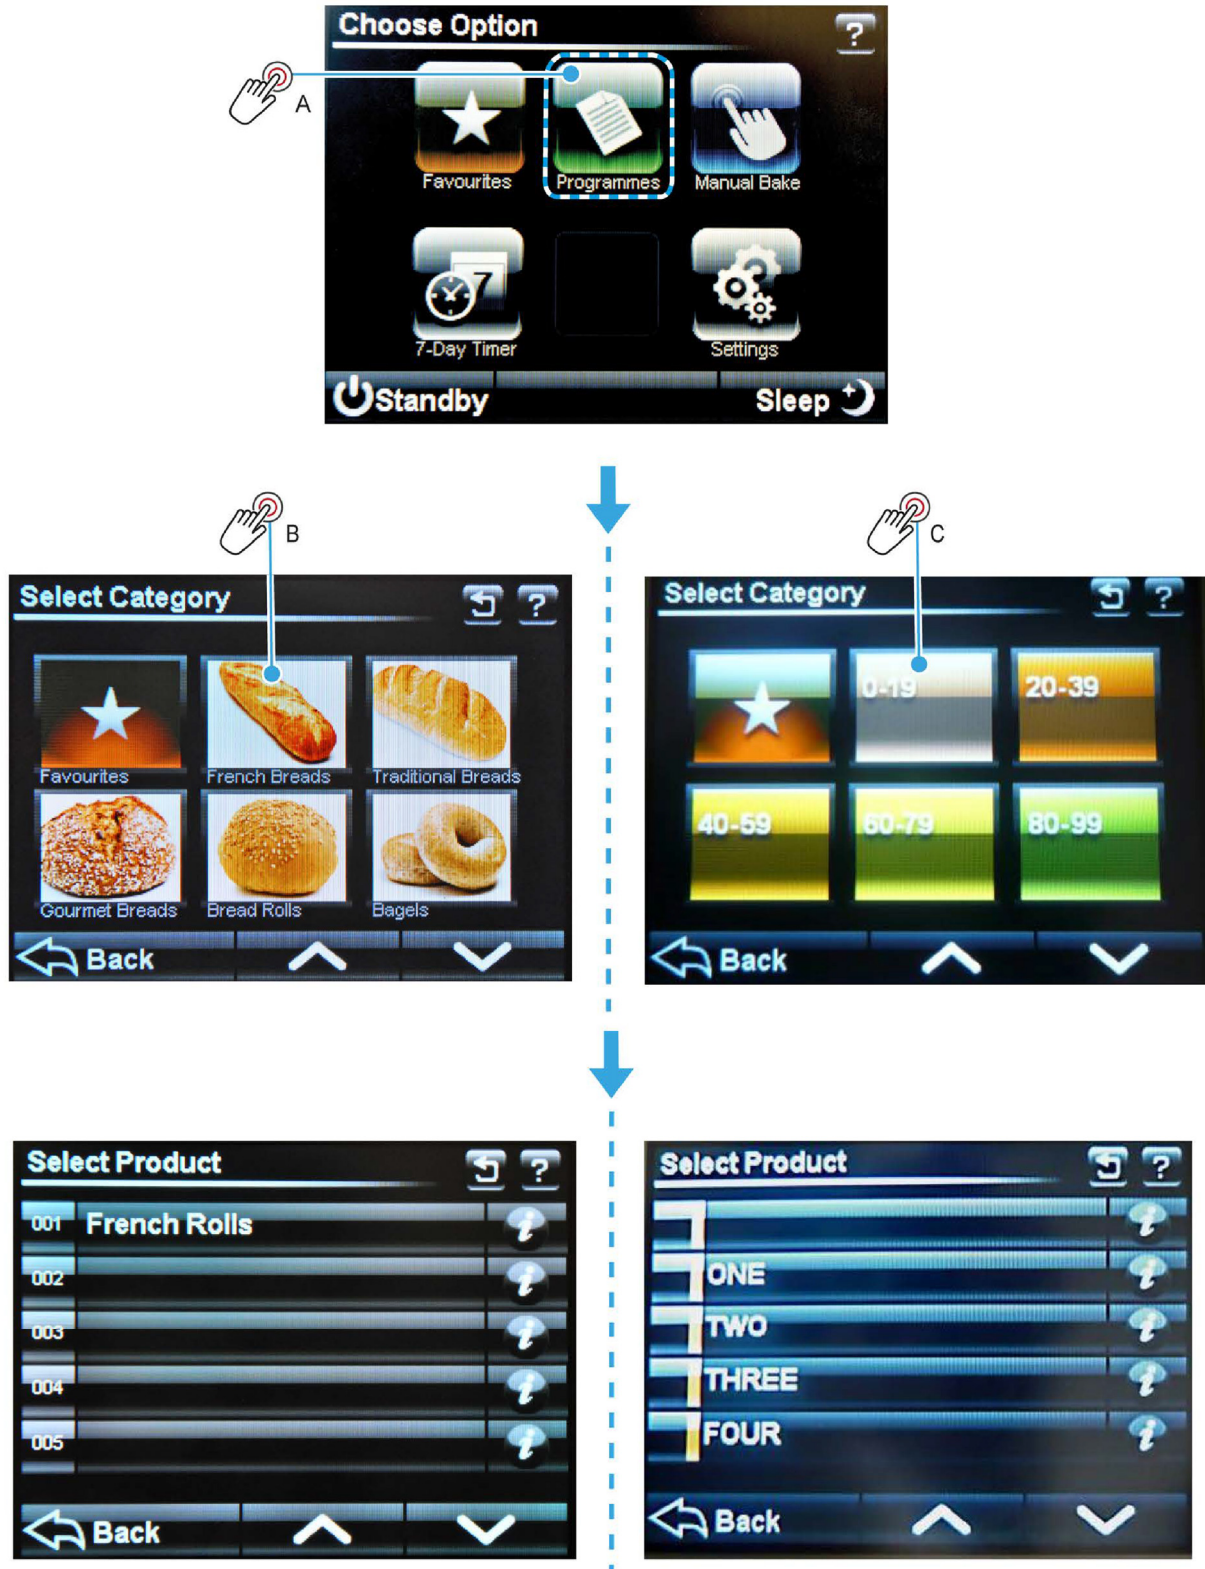 Choose Option
?
A
Favourites
Programmes
Manual Bake
7
7-Day Timer
Settings
Standby
Sleep
B
Select Category
?
Favourites
French Breads
Traditional Breads
Gourmet Breads
Bread Rolls
Bagels
Back
C
Select Category
?
0-19
20-39
40-59
60-79
80-99
Back
Select Product
?
001 French Rolls i
002 i
003 i
004 i
005 i
Back
Select Product
?
i
ONE i
TWO i
THREE i
FOUR i
Back